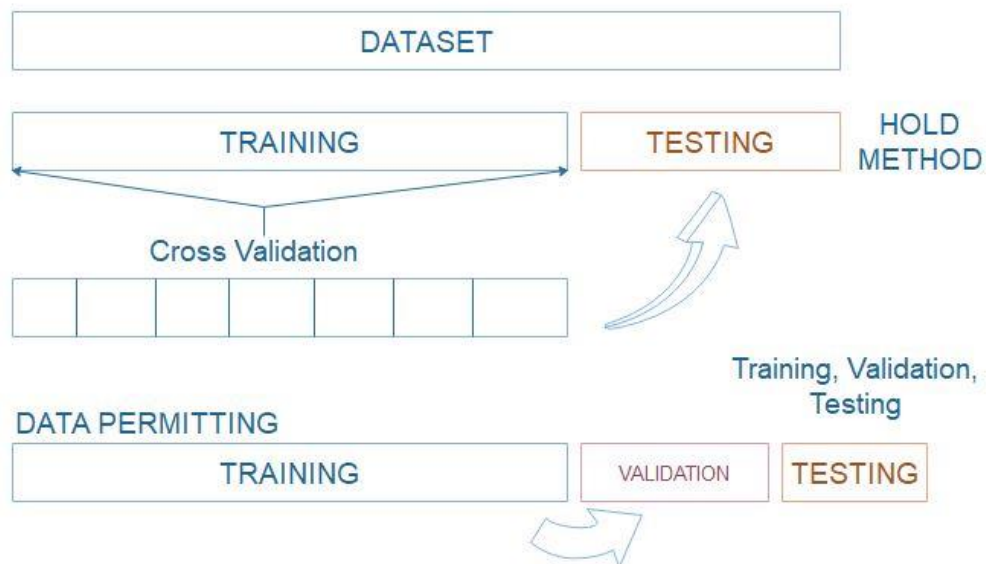 DATASET
TRAINING
TESTING
HOLD
METHOD
Cross Validation
Training, Validation,
Testing
DATA PERMITTING
TRAINING
VALIDATION
TESTING